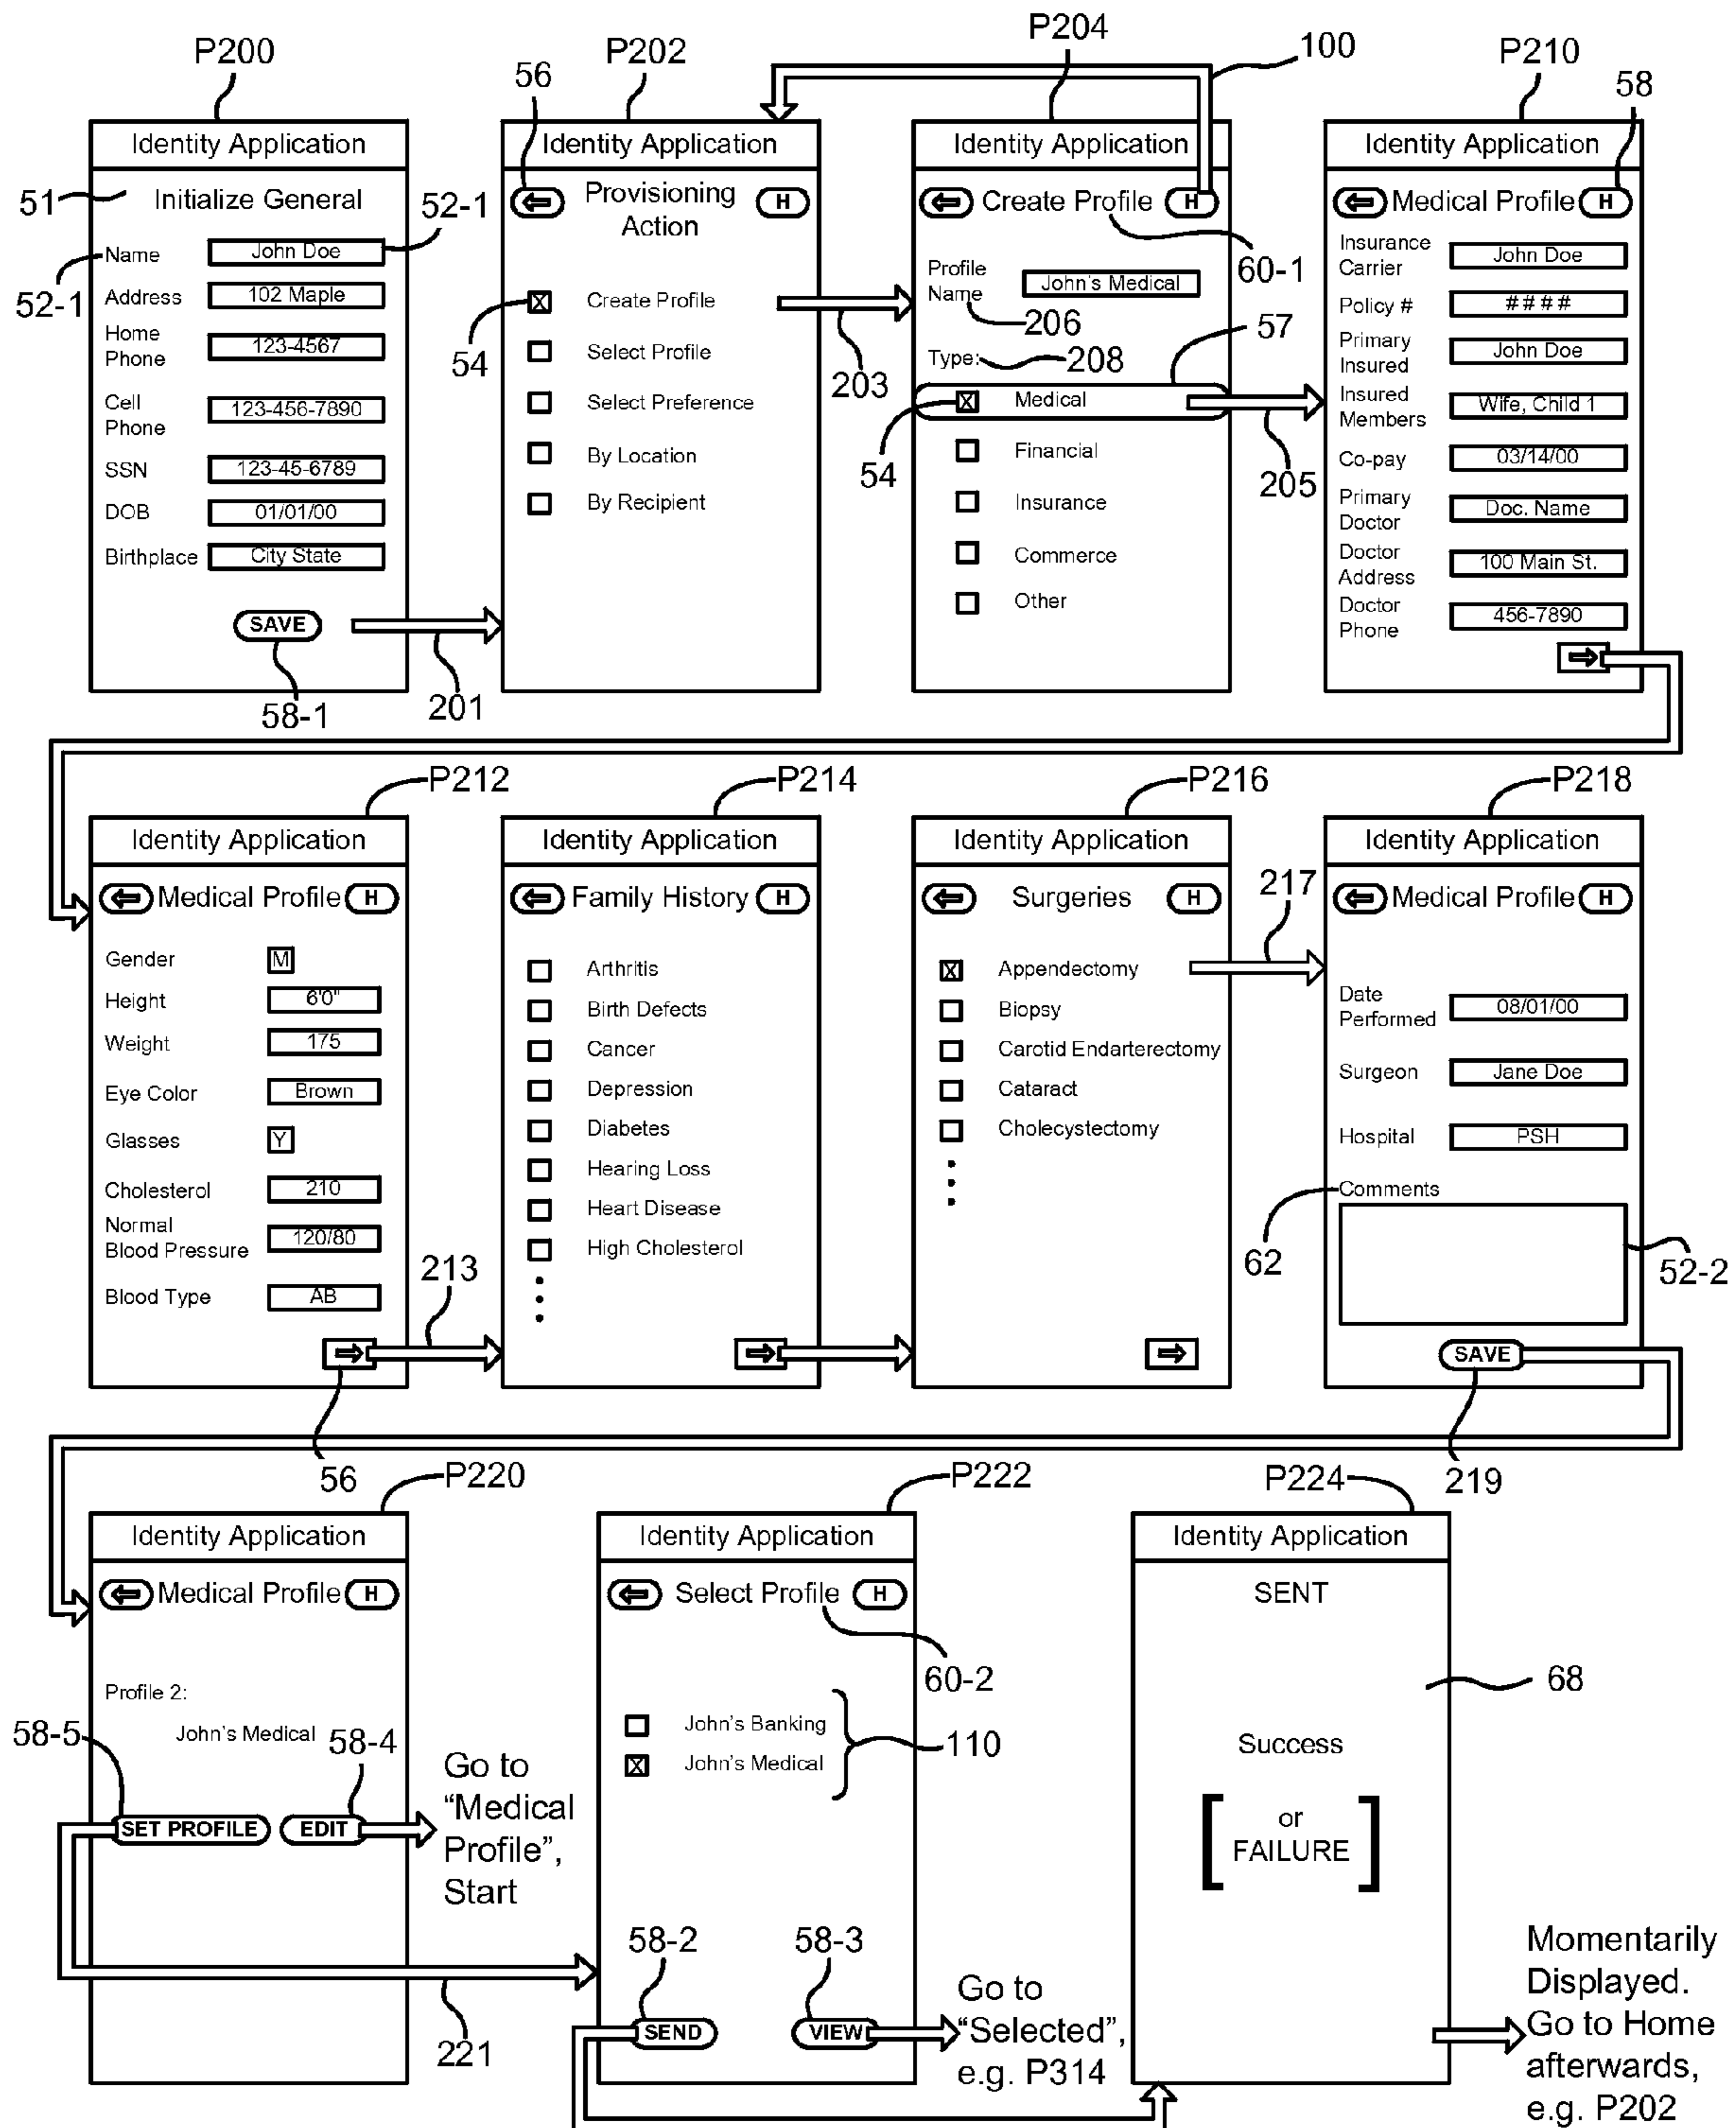 P200
P202
P204
100
P210
56
58
Identity Application
Identity Application
Identity Application
Identity Application
51
Initialize General
52-1
Name
John Doe
52-1
Address
102 Maple
Home
Phone
123-4567
Cell
Phone
123-456-7890
SSN
123-45-6789
DOB
01/01/00
Birthplace
City State
SAVE
58-1
201
Provisioning
Action
H
54
Create Profile
Select Profile
Select Preference
By Location
By Recipient
203
Create Profile
H
60-1
Profile
Name
John's Medical
206
57
Type:
208
Medical
54
Financial
Insurance
Commerce
Other
205
Medical Profile
H
Insurance
Carrier
John Doe
Policy #
####
Primary
Insured
John Doe
Insured
Members
Wife, Child 1
Co-pay
03/14/00
Primary
Doctor
Doc. Name
Doctor
Address
100 Main St.
Doctor
Phone
456-7890
P212
P214
P216
P218
Identity Application
Identity Application
Identity Application
Identity Application
Medical Profile
H
Gender
M
Height
6'0"
Weight
175
Eye Color
Brown
Glasses
Y
Cholesterol
210
Normal
Blood Pressure
120/80
Blood Type
AB
213
56
Family History
H
Arthritis
Birth Defects
Cancer
Depression
Diabetes
Hearing Loss
Heart Disease
High Cholesterol
Surgeries
H
217
Appendectomy
Biopsy
Carotid Endarterectomy
Cataract
Cholecystectomy
Medical Profile
H
Date
Performed
08/01/00
Surgeon
Jane Doe
Hospital
PSH
Comments
62
52-2
SAVE
219
P220
P222
P224
Identity Application
Identity Application
Identity Application
Medical Profile
H
Profile 2:
John's Medical
58-5
58-4
SET PROFILE
EDIT
Go to
“Medical
Profile”,
Start
221
Select Profile
H
60-2
John's Banking
John's Medical
110
58-2
58-3
SEND
VIEW
Go to
“Selected”,
e.g. P314
SENT
68
Success
[ or
FAILURE ]
Momentarily
Displayed.
Go to Home
afterwards,
e.g. P202